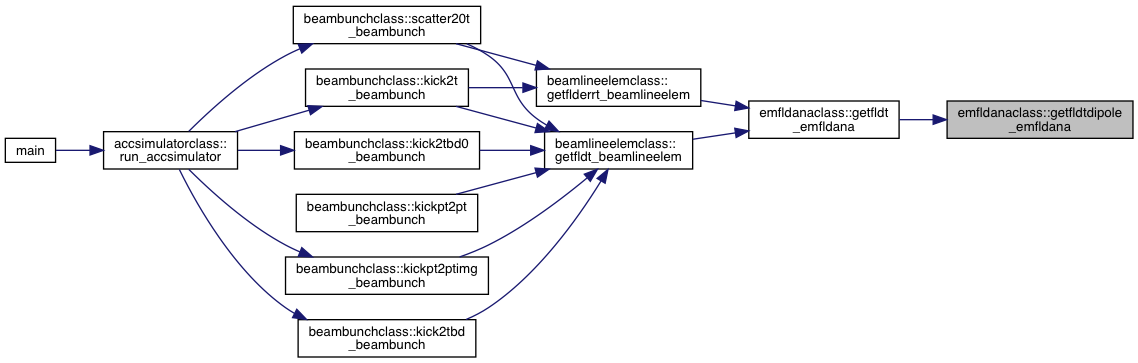 main
accsimulatorclass::
run_accsimulator
beambunchclass::scatter20t
_beambunch
beambunchclass::kick2t
_beambunch
beambunchclass::kick2tbd0
_beambunch
beambunchclass::kickpt2pt
_beambunch
beambunchclass::kickpt2ptimg
_beambunch
beambunchclass::kick2tbd
_beambunch
beamlineelemclass::
getflderrt_beamlineelem
beamlineelemclass::
getfldt_beamlineelem
emfldanaclass::getfldt
_emfldana
emfldanaclass::getfldtdipole
_emfldana